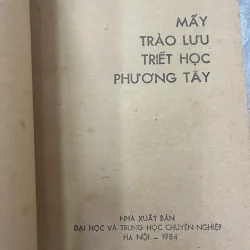 MẤY
TRÀO LƯU
TRIẾT HỌC
PHƯƠNG TÂY
NHÀ XUẤT BẢN
ĐẠI HỌC VÀ TRUNG HỌC CHUYÊN NGHIỆP
HÀ NỘI — 1984